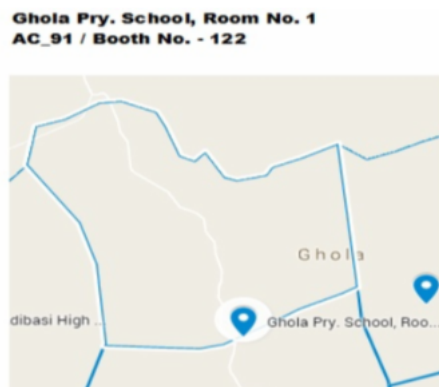 Ghola Pry. School, Room No. 1
AC_91 / Booth No. - 122
Ghola
dibasi High ...
Ghola Pry. School, Roo...